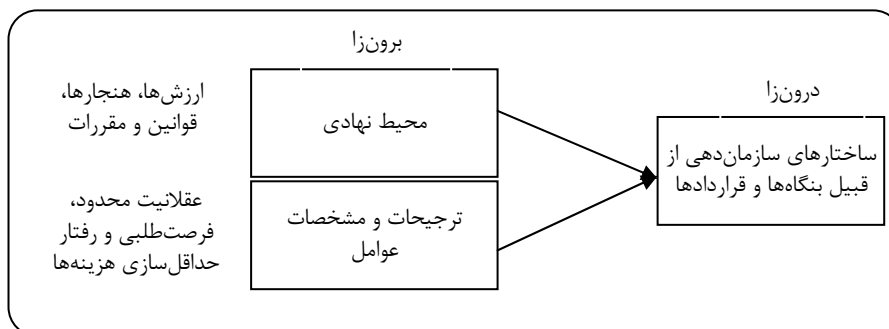 برون‌زا
درون‌زا
ارزش‌ها، هنجارها،
قوانین و مقررات
محیط نهادی
ساختارهای سازمان‌دهی از
قبیل بنگاه‌ها و قراردادها
عقلانیت محدود،
فرصت‌طلبی و رفتار
حداقل‌سازی هزینه‌ها
ترجیحات و مشخصات
عوامل